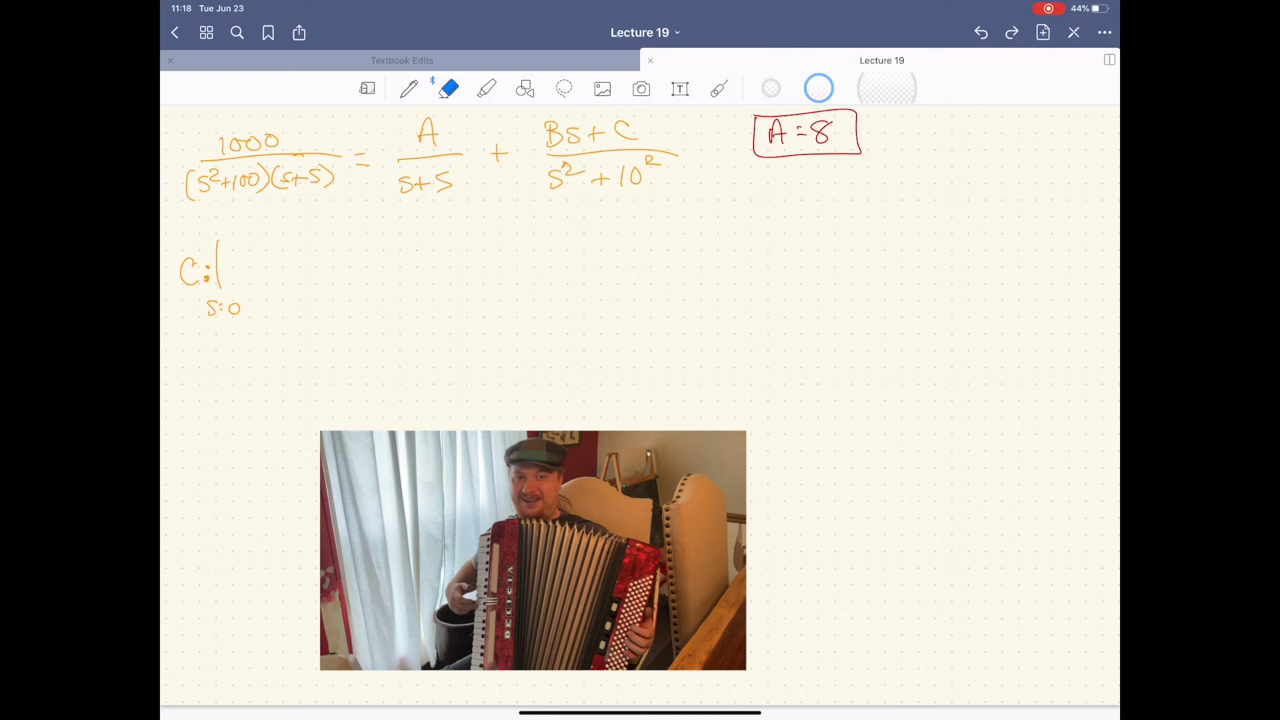 11:18 Tue Jun 23
44%
Lecture 19
Textbook Edits
Lecture 19
T
1000/((s²+100)(s+5)) = A/(s+5) + (Bs+C)/(s²+10²)
A=8
C:|
s=0
DELICIA